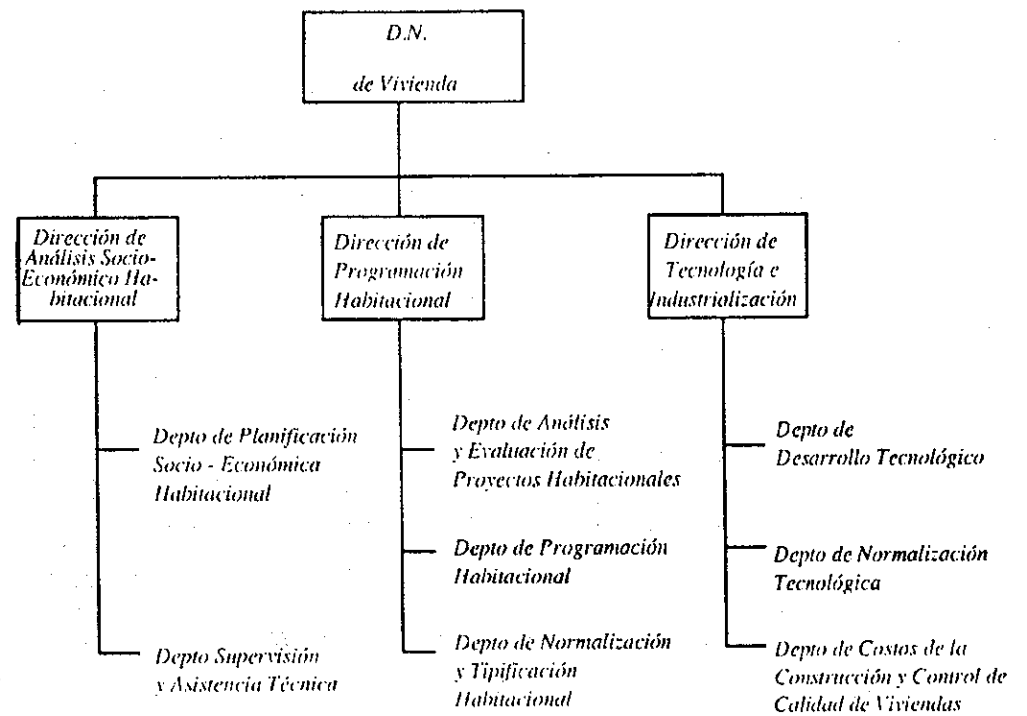 D.N.
de Vivienda
Dirección de
Análisis Socio-
Económico Ha-
bitacional
Dirección de
Programación
Habitacional
Dirección de
Tecnología e
Industrialización
Depto de Planificación
Socio - Económica
Habitacional
Depto Supervisión
y Asistencia Técnica
Depto de Análisis
y Evaluación de
Proyectos Habitacionales
Depto de Programación
Habitacional
Depto de Normalización
y Tipificación
Habitacional
Depto de
Desarrollo Tecnológico
Depto de Normalización
Tecnológica
Depto de Costos de la
Construcción y Control de
Calidad de Viviendas